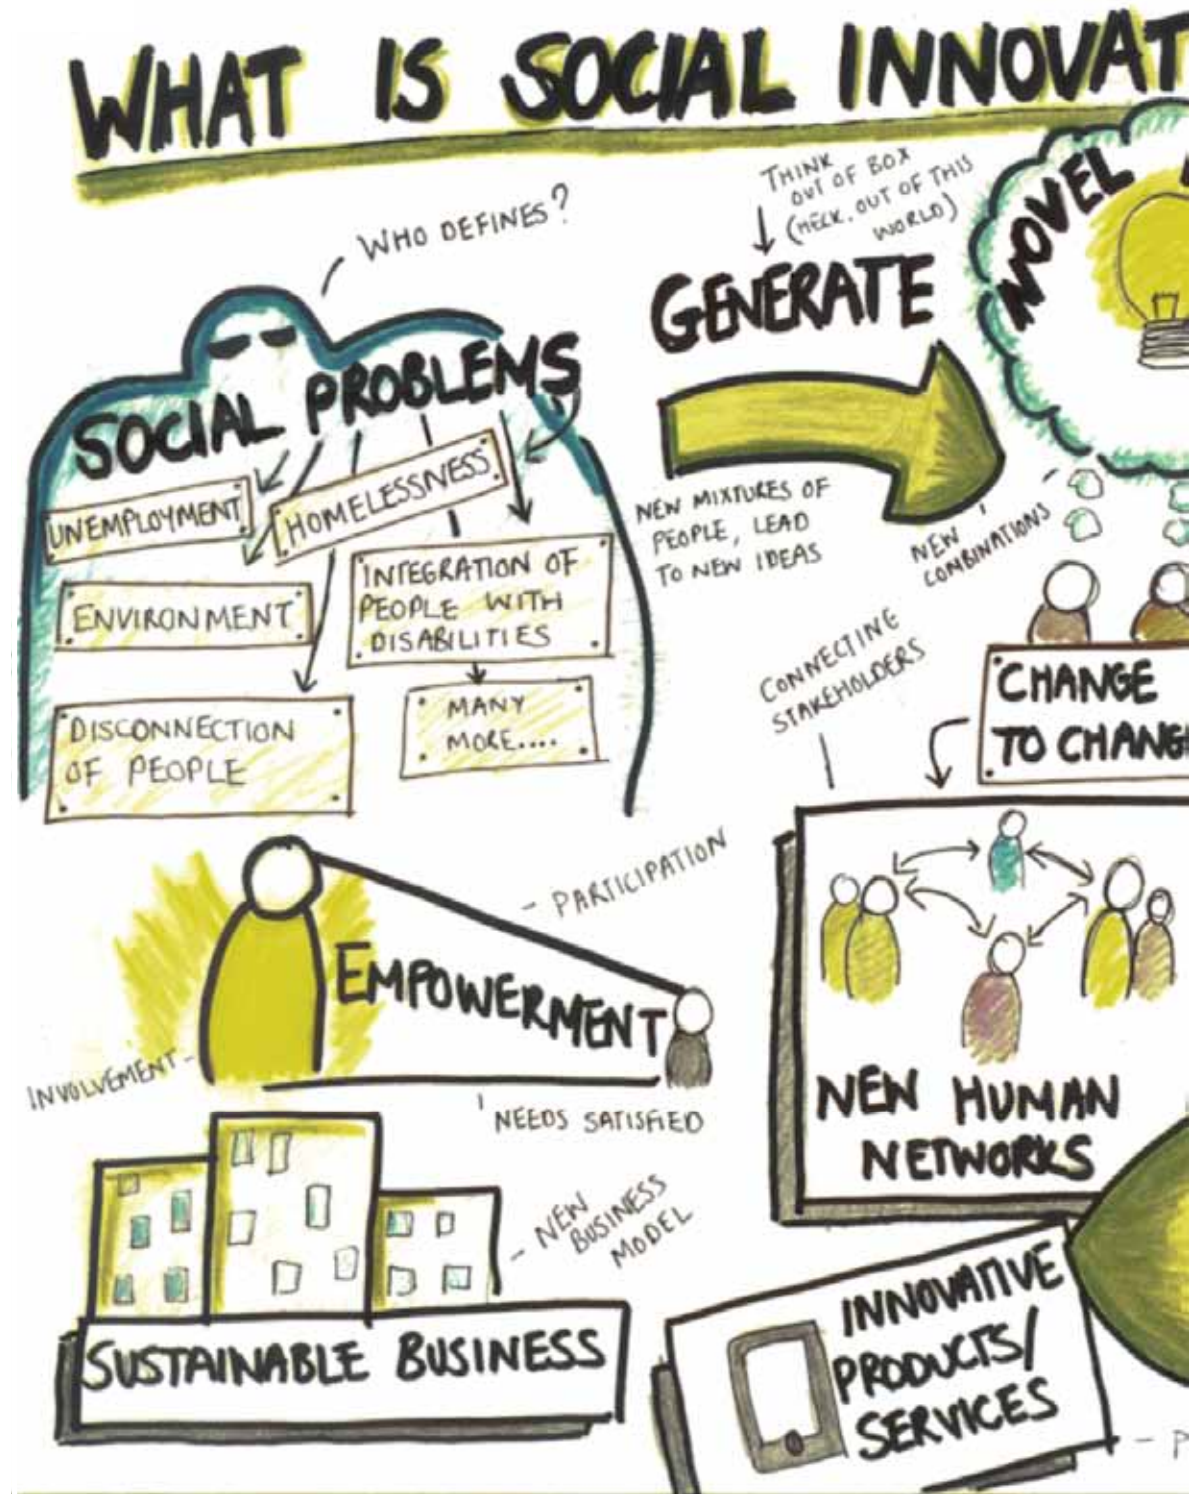 WHAT IS SOCIAL INNOVAT
WHO DEFINES?
SOCIAL PROBLEMS
UNEMPLOYMENT
HOMELESSNESS
ENVIRONMENT
INTEGRATION OF
PEOPLE WITH
DISABILITIES
DISCONNECTION
OF PEOPLE
MANY
MORE....
THINK
OUT OF BOX
(HECK, OUT OF THIS
WORLD)
GENERATE
NEW MIXTURES OF
PEOPLE, LEAD
TO NEW IDEAS
NOVEL
NEW
COMBINATIONS
CHANGE
TO CHANGE
CONNECTING
STAKEHOLDERS
NEW HUMAN
NETWORKS
EMPOWERMENT
- PARTICIPATION
INVOLVEMENT -
NEEDS SATISFIED
- NEW
BUSINESS
MODEL
SUSTAINABLE BUSINESS
INNOVATIVE
PRODUCTS/
SERVICES
- P